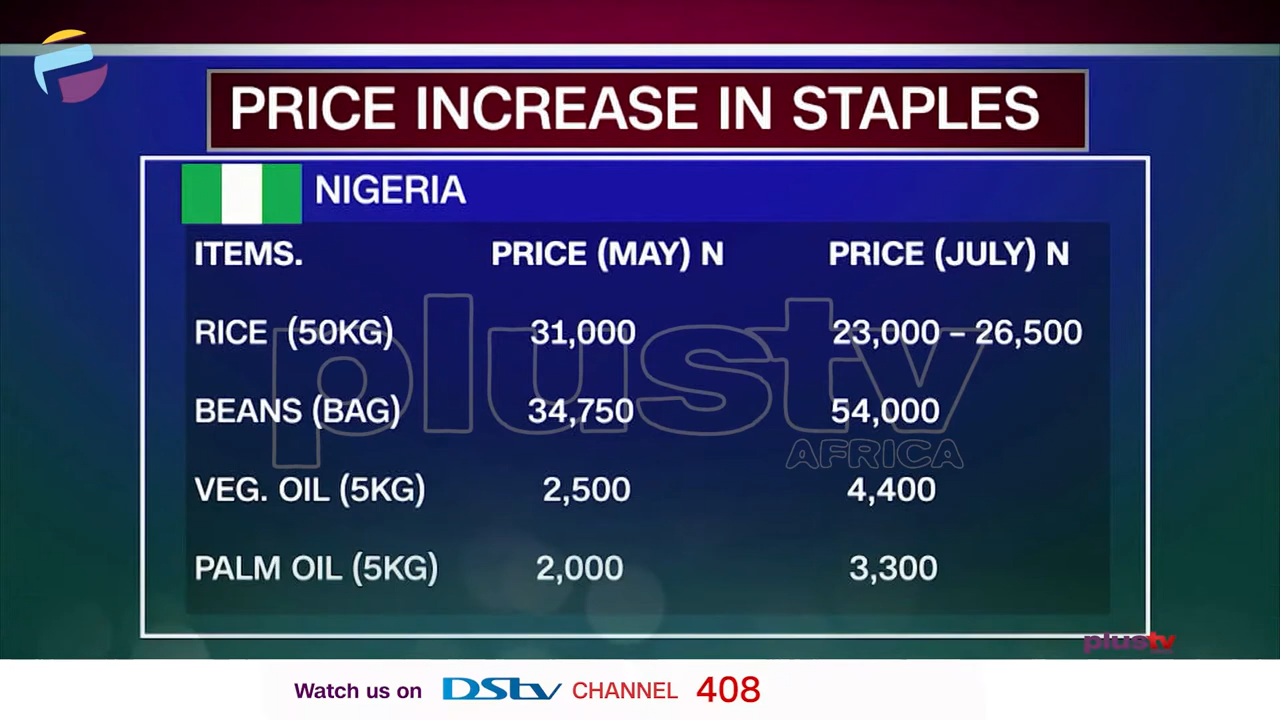 PRICE INCREASE IN STAPLES
NIGERIA
ITEMS. PRICE (MAY) N PRICE (JULY) N
RICE (50KG) 31,000 23,000 – 26,500
BEANS (BAG) 34,750 54,000
VEG. OIL (5KG) 2,500 4,400
PALM OIL (5KG) 2,000 3,300
plustv
AFRICA
plustv
Watch us on DStv CHANNEL 408